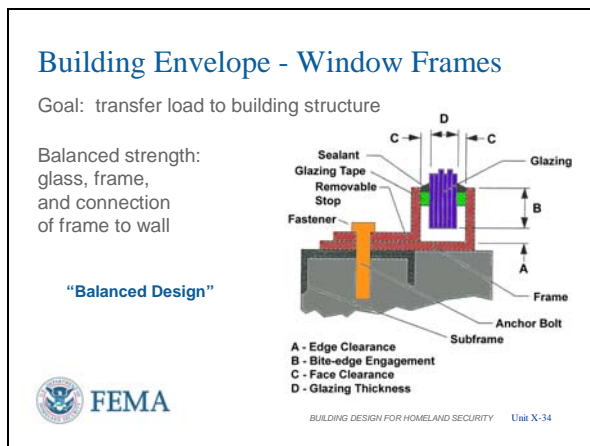 Building Envelope - Window Frames
Goal:  transfer load to building structure
Balanced strength:
glass, frame,
and connection
of frame to wall
"Balanced Design"
D
C
C
Sealant
Glazing
Glazing Tape
Removable
Stop
B
Fastener
A
Frame
Anchor Bolt
Subframe
A - Edge Clearance
B - Bite-edge Engagement
C - Face Clearance
D - Glazing Thickness
FEMA
BUILDING DESIGN FOR HOMELAND SECURITY    Unit X-34